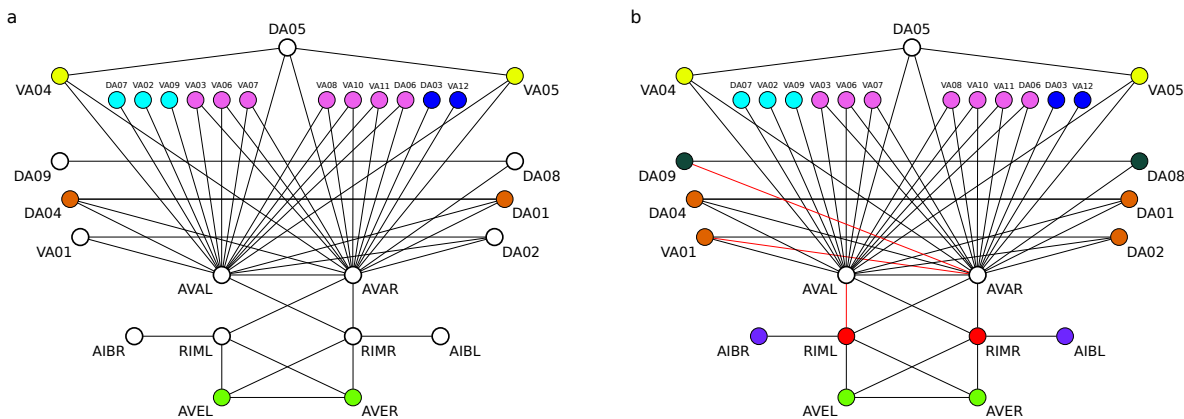 a
DA05
VA04
DA07 VA02 VA09 VA03 VA06 VA07 VA08 VA10 VA11 DA06 DA03 VA12
VA05
DA09
DA08
DA04
DA01
VA01
DA02
AVAL
AVAR
AIBR
RIML
RIMR
AIBL
AVEL
AVER
b
DA05
VA04
DA07 VA02 VA09 VA03 VA06 VA07 VA08 VA10 VA11 DA06 DA03 VA12
VA05
DA09
DA08
DA04
DA01
VA01
DA02
AVAL
AVAR
AIBR
RIML
RIMR
AIBL
AVEL
AVER